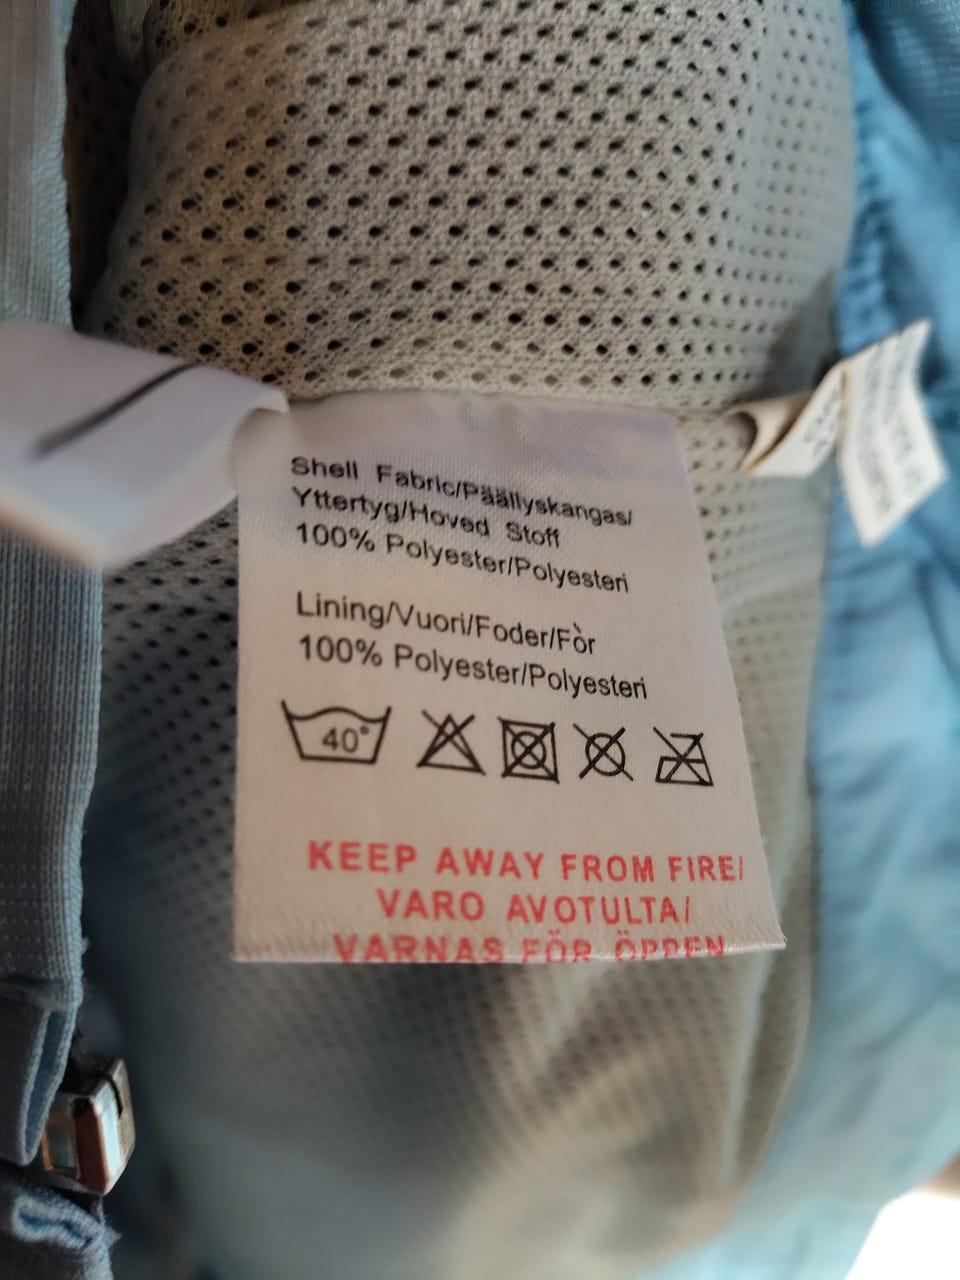 Shell Fabric/Päällyskangas/
Yttertyg/Hoved Stoff
100% Polyester/Polyesteri
Lining/Vuori/Foder/Fòr
100% Polyester/Polyesteri
40°
KEEP AWAY FROM FIRE/
VARO AVOTULTA/
VARNAS FÖR ÖPPEN